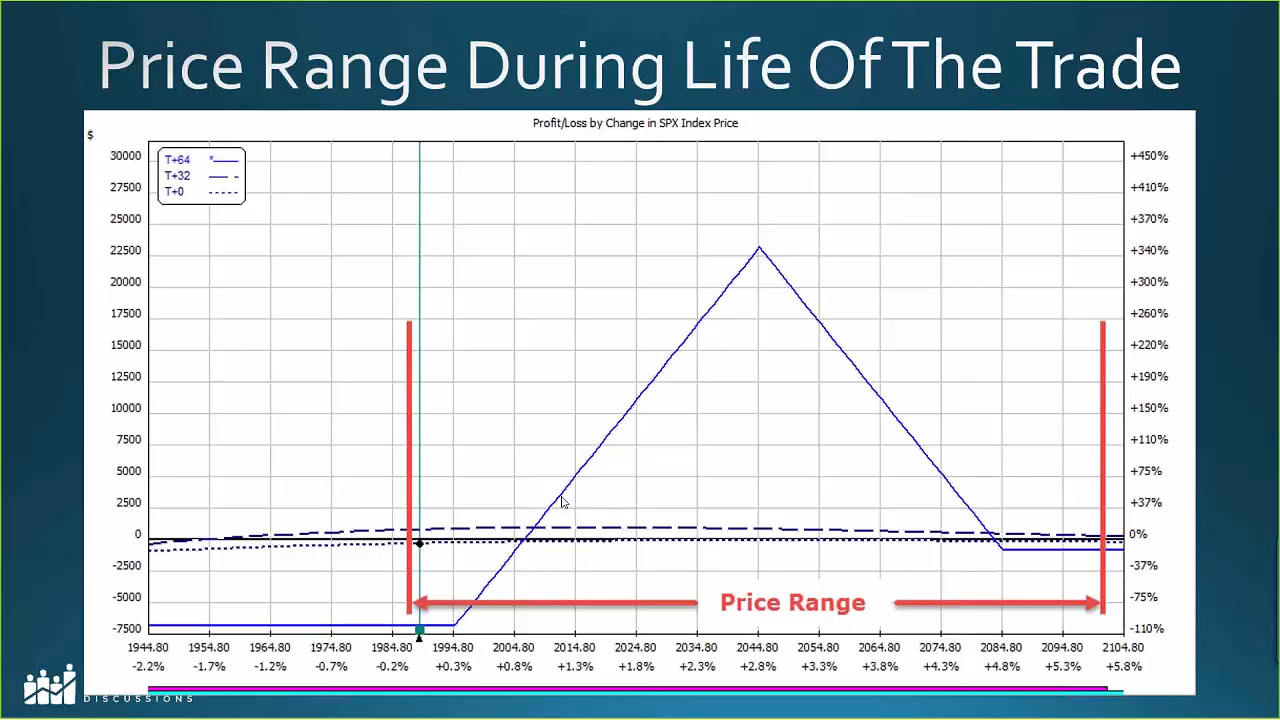 Price Range During Life Of The Trade
Profit/Loss by Change in SPX Index Price
$
T+64
T+32
T+0
30000 +450%
27500 +410%
25000 +370%
22500 +340%
20000 +300%
17500 +260%
15000 +220%
12500 +190%
10000 +150%
7500 +110%
5000 +75%
2500 +37%
0 0%
-2500 -37%
-5000 -75%
-7500 -110%
Price Range
1944.80 1954.80 1964.80 1974.80 1984.80 1994.80 2004.80 2014.80 2024.80 2034.80 2044.80 2054.80 2064.80 2074.80 2084.80 2094.80 2104.80
-2.2% -1.7% -1.2% -0.7% -0.2% +0.3% +0.8% +1.3% +1.8% +2.3% +2.8% +3.3% +3.8% +4.3% +4.8% +5.3% +5.8%
DISCUSSIONS